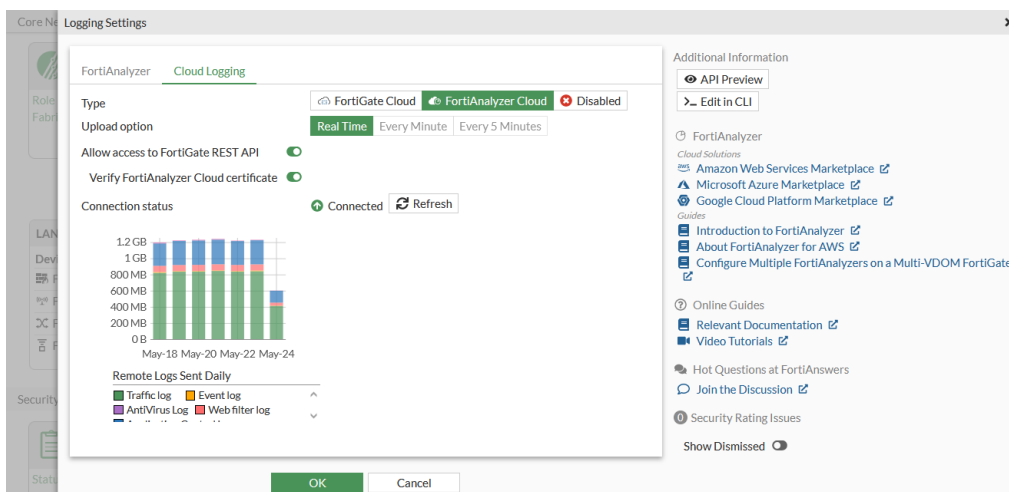 Core Ne
Logging Settings
FortiAnalyzer Cloud Logging
Type FortiGate Cloud FortiAnalyzer Cloud Disabled
Upload option Real Time Every Minute Every 5 Minutes
Allow access to FortiGate REST API
Verify FortiAnalyzer Cloud certificate
Connection status Connected Refresh
1.2 GB
1 GB
800 MB
600 MB
400 MB
200 MB
0 B
May-18 May-20 May-22 May-24
Remote Logs Sent Daily
Traffic log Event log
AntiVirus Log Web filter log
Additional Information
API Preview
>_ Edit in CLI
FortiAnalyzer
Cloud Solutions
aws Amazon Web Services Marketplace
Microsoft Azure Marketplace
Google Cloud Platform Marketplace
Guides
Introduction to FortiAnalyzer
About FortiAnalyzer for AWS
Configure Multiple FortiAnalyzers on a Multi-VDOM FortiGate
Online Guides
Relevant Documentation
Video Tutorials
Hot Questions at FortiAnswers
Join the Discussion
0 Security Rating Issues
Show Dismissed
OK Cancel
Role
Fabri
LAN
Devi
F
F
F
F
Security
Statu